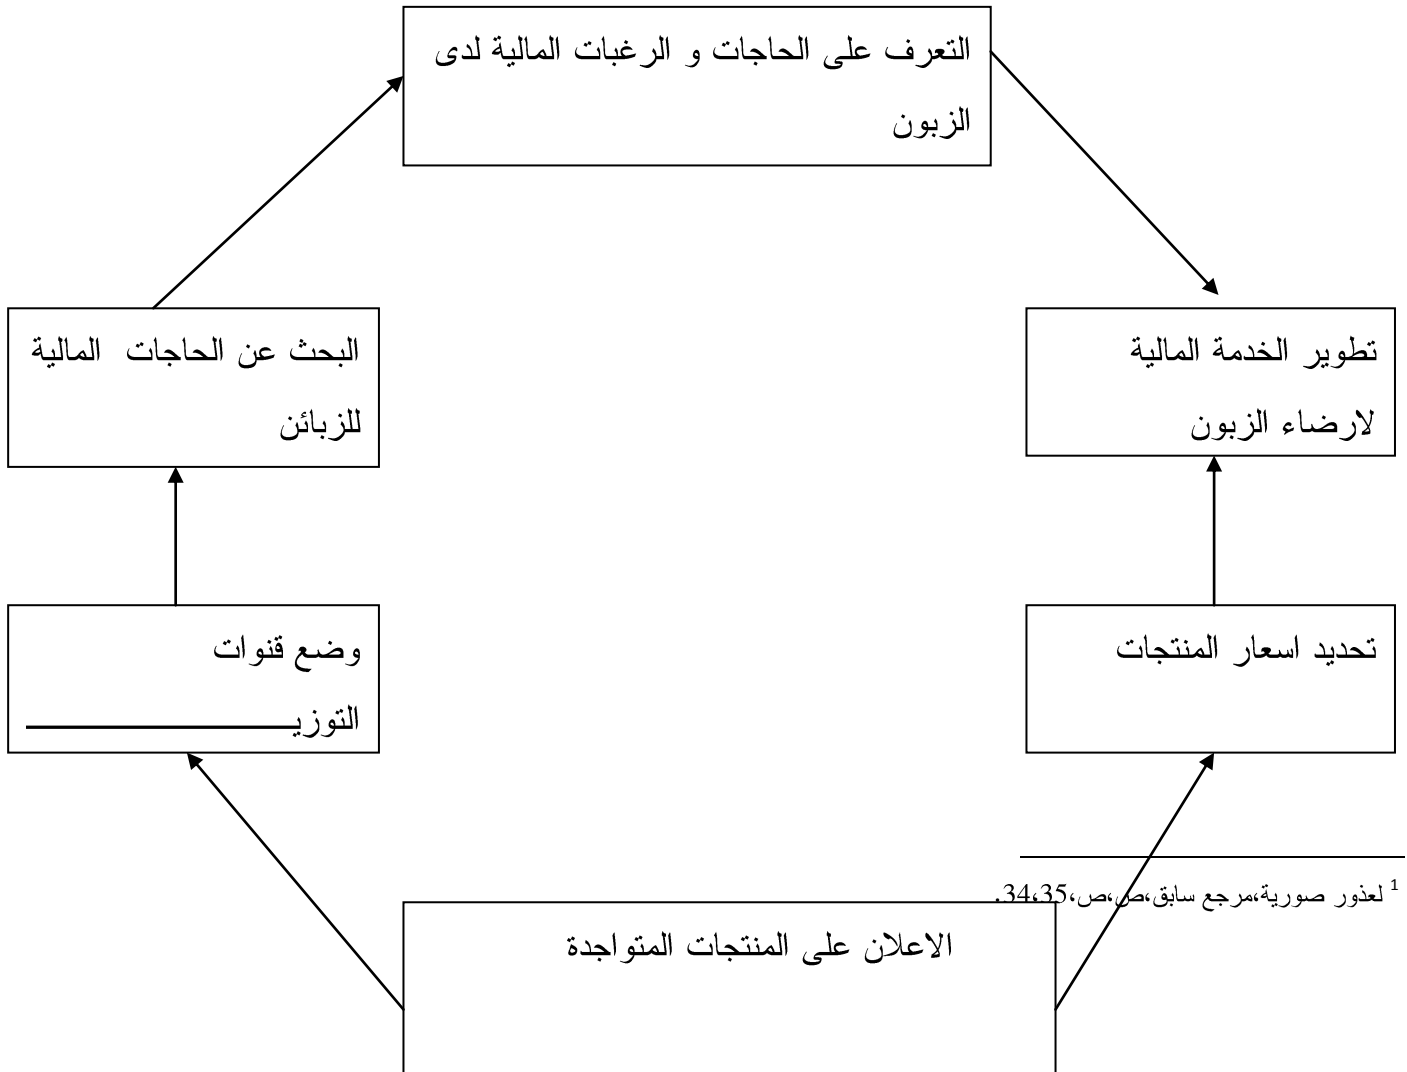 التعرف على الحاجات و الرغبات المالية لدى
الزبون
تطوير الخدمة المالية
لارضاء الزبون
البحث عن الحاجات المالية
للزبائن
تحديد اسعار المنتجات
وضع قنوات
التوزيـــــــــــــــــ
1 لعذور صورية،مرجع سابق،ص،ص،34،35.
الاعلان على المنتجات المتواجدة